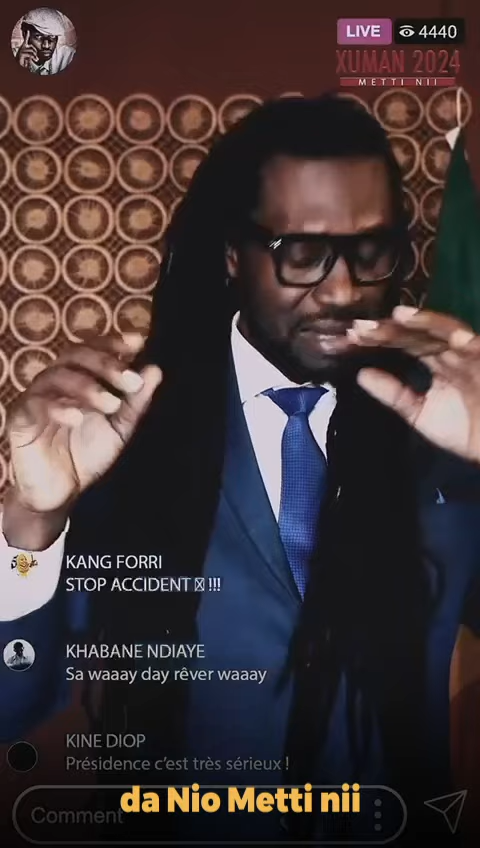 LIVE 4440
XUMAN 2024
METTI NII
KANG FORRI
STOP ACCIDENT !!!
KHABANE NDIAYE
Sa waaay day rêver waaay
KINE DIOP
Présidence c'est très sérieux !
Comment
da Nio Metti nii